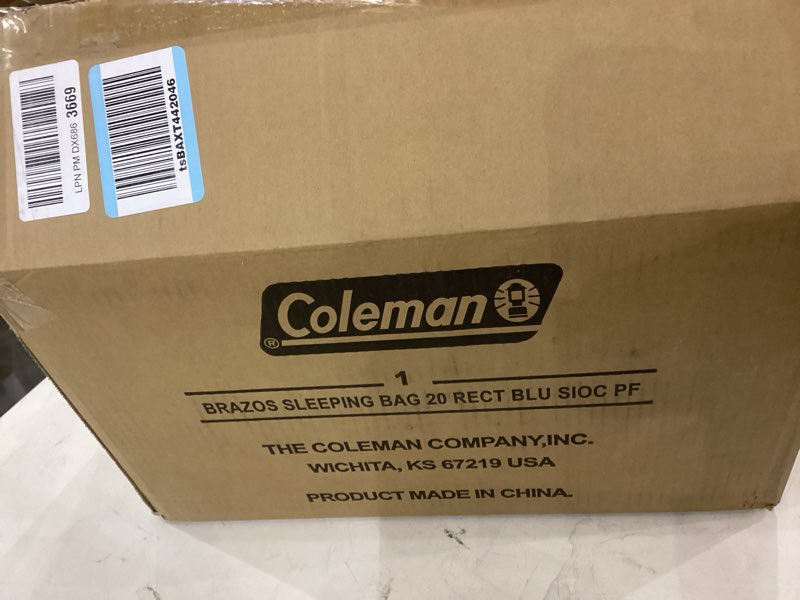 LPN PM DX686 3669
tsBAXT442046
Coleman
®
1
BRAZOS SLEEPING BAG 20 RECT BLU SIOC PF
THE COLEMAN COMPANY,INC.
WICHITA, KS 67219 USA
PRODUCT MADE IN CHINA.